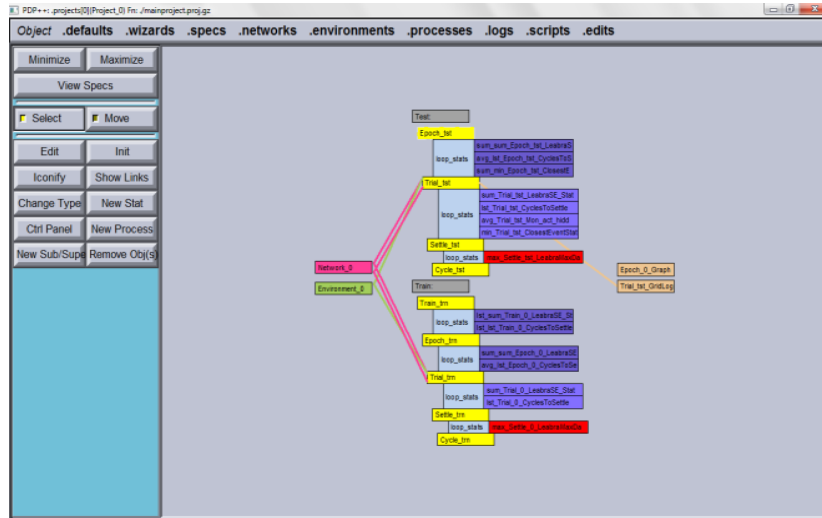 PDP++: .projects[0](Project_0) Fn: ./mainproject.proj.gz
Object .defaults .wizards .specs .networks .environments .processes .logs .scripts .edits
Minimize Maximize
View Specs
Select Move
Edit Init
Iconify Show Links
Change Type New Stat
Ctrl Panel New Process
New Sub/Supe Remove Obj(s)
Test:
Epoch_tst
sum_sum_Epoch_tst_LeabraS
loop_stats avg_lst_Epoch_tst_CyclesToS
sum_min_Epoch_tst_ClosestE
Trial_tst
sum_Trial_tst_LeabraSE_Stat
lst_Trial_tst_CyclesToSettle
loop_stats
avg_Trial_tst_Mon_act_hidd
min_Trial_tst_ClosestEventStat
Settle_tst
loop_stats max_Settle_tst_LeabraMaxDa
Cycle_tst
Network_0
Environment_0
Epoch_0_Graph
Trial_tst_GridLog
Train:
Train_trn
lst_sum_Train_0_LeabraSE_St
loop_stats
lst_lst_Train_0_CyclesToSettle
Epoch_trn
sum_sum_Epoch_0_LeabraSE
loop_stats
avg_lst_Epoch_0_CyclesToSe
Trial_trn
sum_Trial_0_LeabraSE_Stat
loop_stats
lst_Trial_0_CyclesToSettle
Settle_trn
loop_stats max_Settle_0_LeabraMaxDa
Cycle_trn